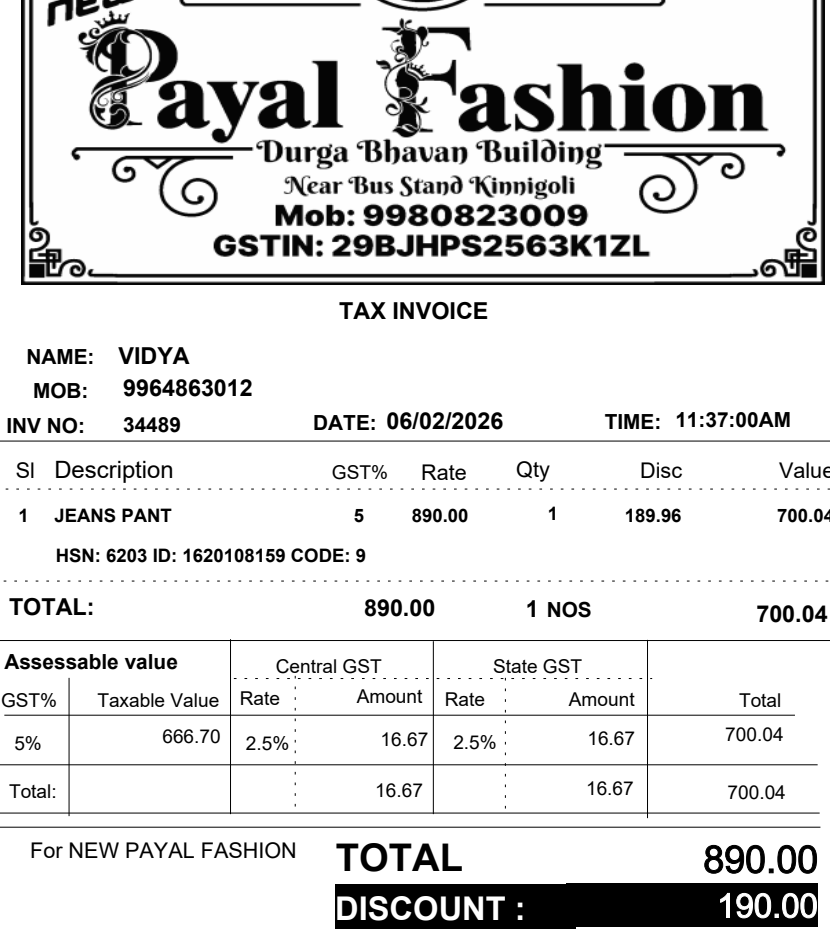 new
Payal Fashion
Durga Bhavan Building
Near Bus Stand Kinnigoli
Mob: 9980823009
GSTIN: 29BJHPS2563K1ZL
TAX INVOICE
NAME: VIDYA
MOB: 9964863012
INV NO: 34489 DATE: 06/02/2026 TIME: 11:37:00AM
Sl Description GST% Rate Qty Disc Value
1 JEANS PANT 5 890.00 1 189.96 700.04
HSN: 6203 ID: 1620108159 CODE: 9
TOTAL: 890.00 1 NOS 700.04
Assessable value Central GST State GST
GST% Taxable Value Rate Amount Rate Amount Total
5% 666.70 2.5% 16.67 2.5% 16.67 700.04
Total: 16.67 16.67 700.04
For NEW PAYAL FASHION TOTAL 890.00
DISCOUNT : 190.00